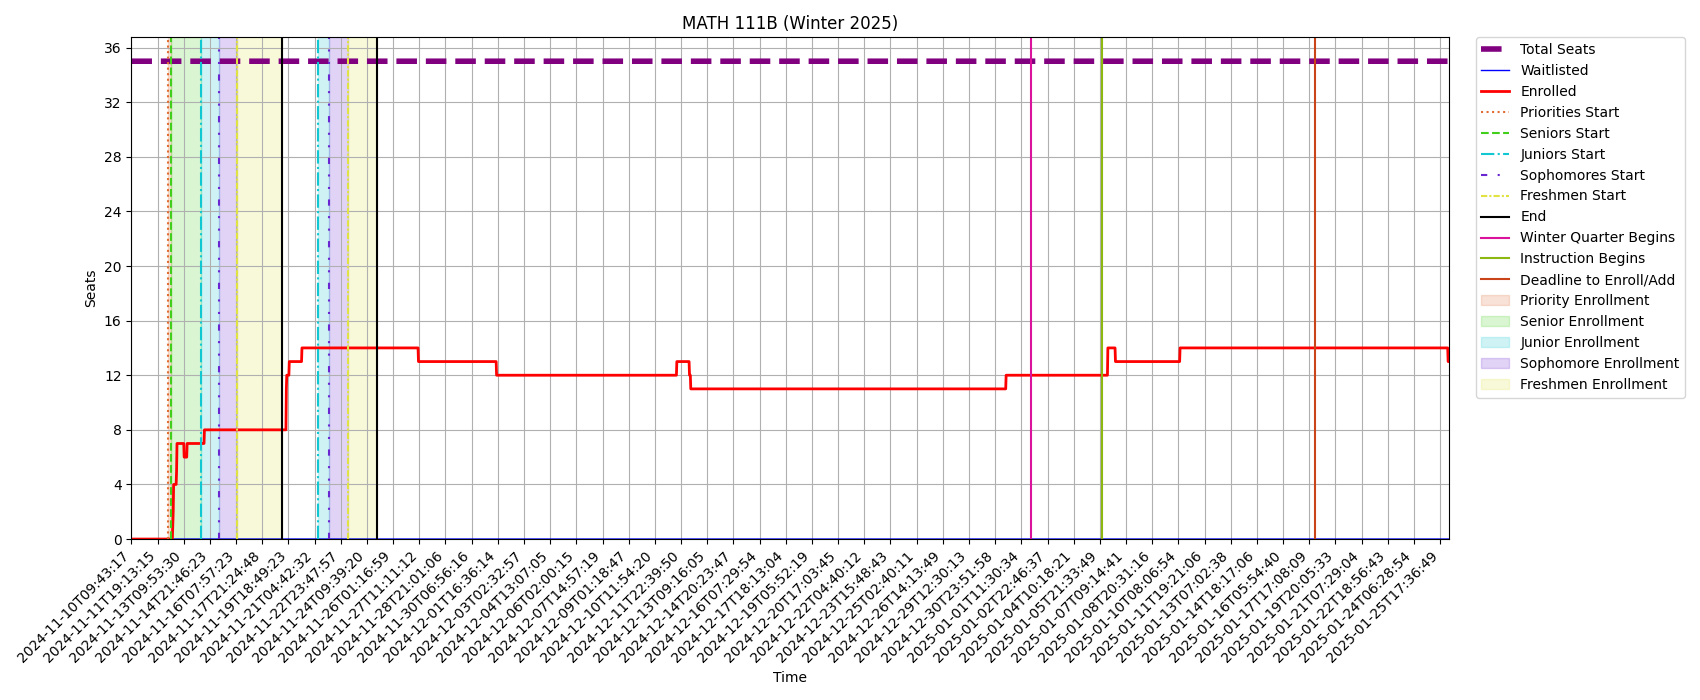 MATH 111B (Winter 2025)
Seats
36
32
28
24
20
16
12
8
4
0
2024-11-10T09:43:17
2024-11-11T19:13:15
2024-11-13T09:53:30
2024-11-14T21:46:23
2024-11-16T07:57:23
2024-11-17T21:24:48
2024-11-19T18:49:23
2024-11-21T04:42:32
2024-11-22T23:47:57
2024-11-24T09:39:20
2024-11-26T01:16:59
2024-11-27T11:11:12
2024-11-28T21:01:06
2024-11-30T06:56:16
2024-12-01T16:36:14
2024-12-03T02:32:57
2024-12-04T13:07:05
2024-12-06T02:00:15
2024-12-07T14:57:19
2024-12-09T01:18:47
2024-12-10T11:54:20
2024-12-11T22:39:50
2024-12-13T09:16:05
2024-12-14T20:23:47
2024-12-16T07:29:54
2024-12-17T18:13:04
2024-12-19T05:52:19
2024-12-20T17:03:45
2024-12-22T04:40:12
2024-12-23T15:48:43
2024-12-25T02:40:11
2024-12-26T14:13:49
2024-12-29T12:30:13
2024-12-30T23:51:58
2025-01-01T11:30:34
2025-01-02T22:46:37
2025-01-04T10:18:21
2025-01-05T21:33:49
2025-01-07T09:14:41
2025-01-08T20:31:16
2025-01-10T08:06:54
2025-01-11T19:21:06
2025-01-13T07:02:38
2025-01-14T18:17:06
2025-01-16T05:54:40
2025-01-17T17:08:09
2025-01-19T20:05:33
2025-01-21T07:29:04
2025-01-22T18:56:43
2025-01-24T06:28:54
2025-01-25T17:36:49
Time
Total Seats
Waitlisted
Enrolled
Priorities Start
Seniors Start
Juniors Start
Sophomores Start
Freshmen Start
End
Winter Quarter Begins
Instruction Begins
Deadline to Enroll/Add
Priority Enrollment
Senior Enrollment
Junior Enrollment
Sophomore Enrollment
Freshmen Enrollment